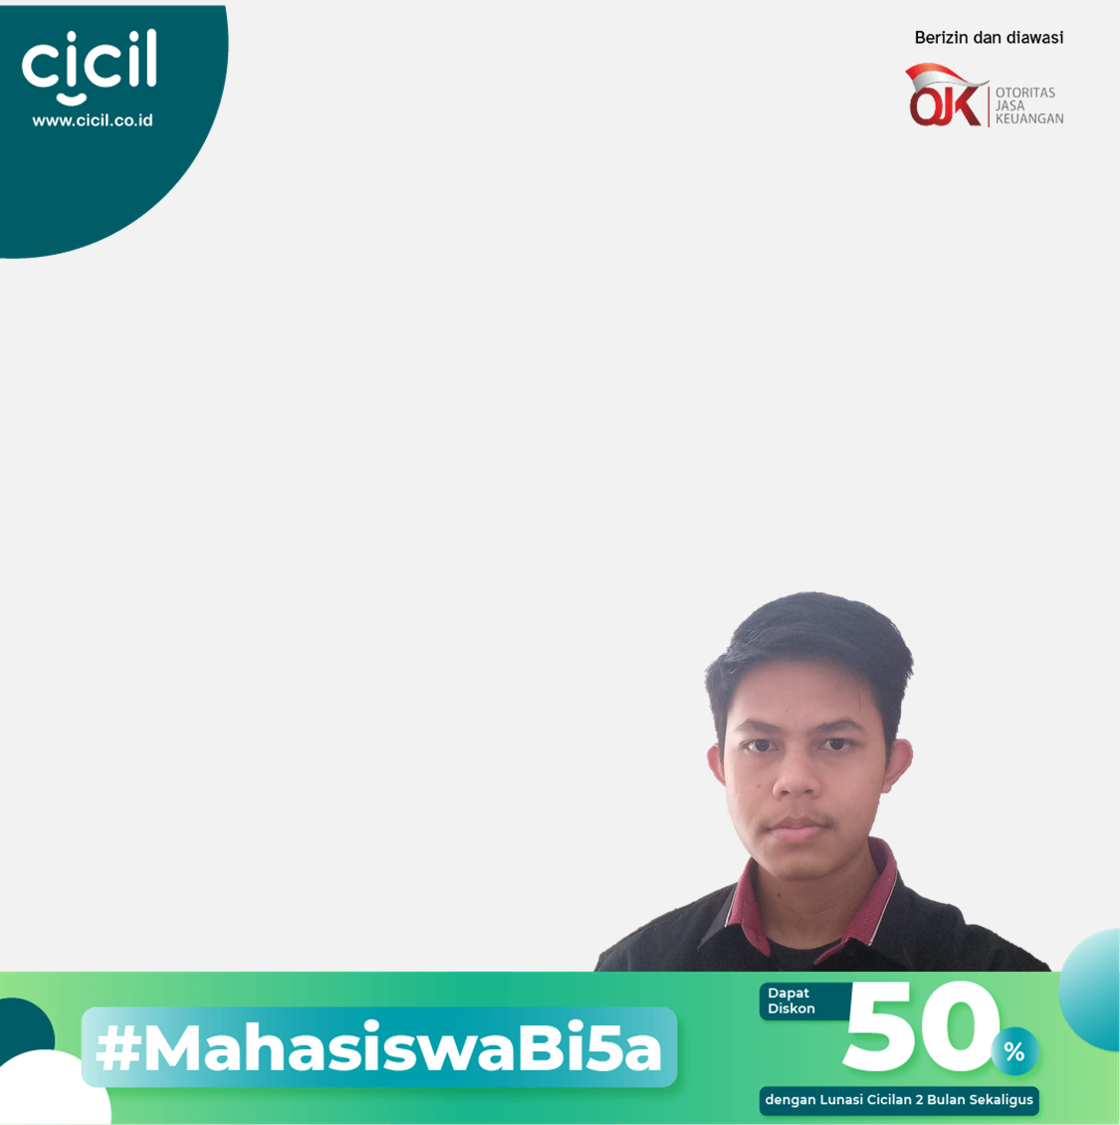 cicil
www.cicil.co.id
Berizin dan diawasi
OJK
OTORITAS
JASA
KEUANGAN
#MahasiswaBi5a
Dapat
Diskon
50
%
dengan Lunasi Cicilan 2 Bulan Sekaligus